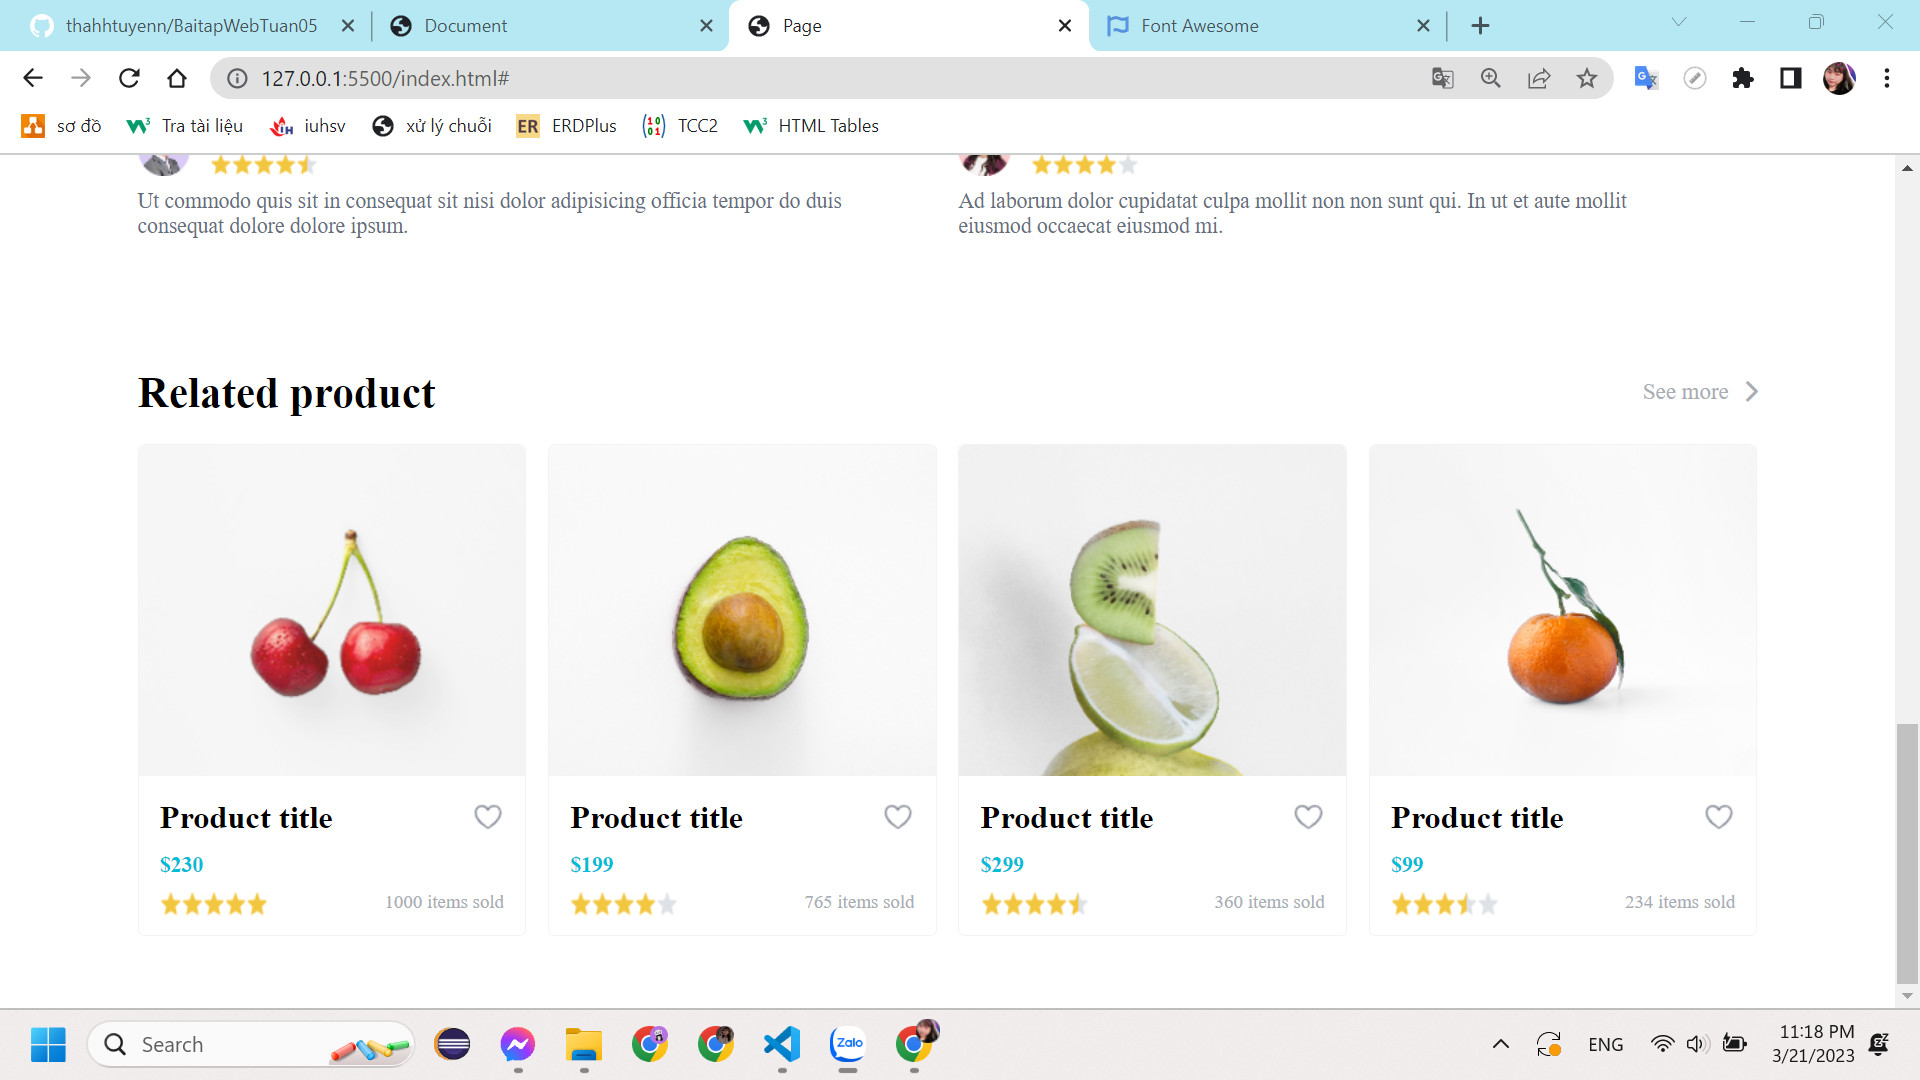 thahhtuyenn/BaitapWebTuan05
Document
Page
Font Awesome
127.0.0.1:5500/index.html#
sơ đồ
Tra tài liệu
iuhsv
xử lý chuỗi
ER ERDPlus
TCC2
HTML Tables
Ut commodo quis sit in consequat sit nisi dolor adipisicing officia tempor do duis
consequat dolore dolore ipsum.
Ad laborum dolor cupidatat culpa mollit non non sunt qui. In ut et aute mollit
eiusmod occaecat eiusmod mi.
Related product
See more
Product title
$230
1000 items sold
Product title
$199
765 items sold
Product title
$299
360 items sold
Product title
$99
234 items sold
Search
Zalo
ENG
11:18 PM
3/21/2023